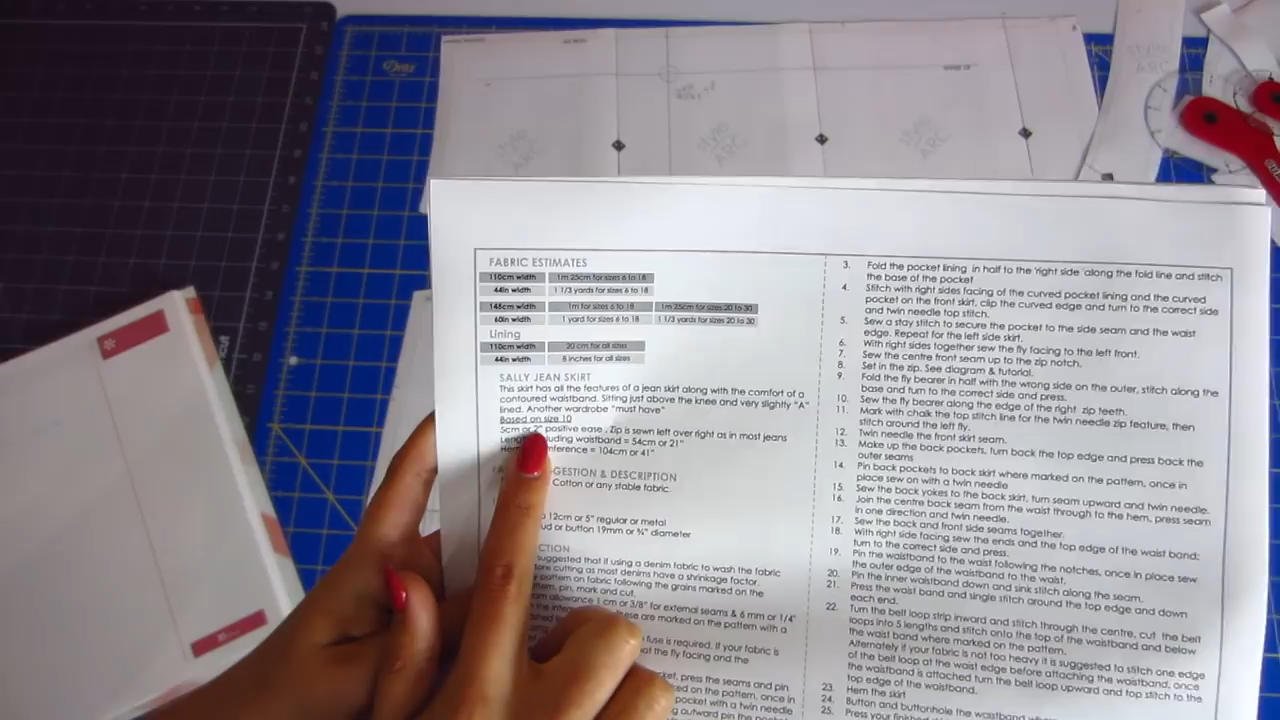 Dritz
style ARC
style ARC
style ARC
FABRIC ESTIMATES
110cm width 1m 25cm for sizes 6 to 18
44in width 1 1/3 yards for sizes 6 to 18
148cm width 1m for sizes 6 to 18 1m 25cm for sizes 20 to 30
60in width 1 yard for sizes 6 to 18 1 1/3 yards for sizes 20 to 30
Lining
110cm width 20 cm for all sizes
44in width 8 inches for all sizes
SALLY JEAN SKIRT
This skirt has all the features of a jean skirt along with the comfort of a
contoured waistband. Sitting just above the knee and very slightly "A"
lined. Another wardrobe "must have"
Based on size 10
5cm or 2" positive ease . Zip is sewn left over right as in most jeans
waistband = 54cm or 21"
= 104cm or 41"
& DESCRIPTION
Cotton or any stable fabric.
12cm or 5" regular or metal
or button 19mm or ¾" diameter
suggested that if using a denim fabric to wash the fabric
cutting as most denims have a shrinkage factor.
pattern on fabric following the grains marked on the
pin, mark and cut.
allowance 1 cm or 3/8" for external seams & 6 mm or 1/4"
are marked on the pattern with a
fuse is required. If your fabric is
the fly facing and the
press the seams and pin
on the pattern, once in
pocket with a twin needle
outward pin the
3. Fold the pocket lining in half to the 'right side' along the fold line and stitch
the base of the pocket
4. Stitch with right sides facing of the curved pocket lining and the curved
pocket on the front skirt, clip the curved edge and turn to the correct side
and twin needle top stitch.
5. Sew a stay stitch to secure the pocket to the side seam and the waist
edge. Repeat for the left side skirt.
6. With right sides together sew the fly facing to the left front.
7. Sew the centre front seam up to the zip notch.
8. Set in the zip. See diagram & tutorial.
9. Fold the fly bearer in half with the wrong side on the outer, stitch along the
base and turn to the correct side and press.
10. Sew the fly bearer along the edge of the right zip teeth.
11. Mark with chalk the top stitch line for the twin needle zip feature, then
stitch around the left fly.
12. Twin needle the front skirt seam.
13. Make up the back pockets, turn back the top edge and press back the
outer seams
14. Pin back pockets to back skirt where marked on the pattern, once in
place sew on with a twin needle
15. Sew the back yokes to the back skirt, turn seam upward and twin needle.
16. Join the centre back seam from the waist through to the hem, press seam
in one direction and twin needle.
17. Sew the back and front side seams together.
18. With right side facing sew the ends and the top edge of the waist band;
turn to the correct side and press.
19. Pin the waistband to the waist following the notches, once in place sew
the outer edge of the waistband to the waist.
20. Pin the inner waistband down and sink stitch along the seam.
21. Press the waist band and single stitch around the top edge and down
each end.
22. Turn the belt loop strip inward and stitch through the centre, cut the belt
loops into 5 lengths and stitch onto the top of the waistband and below
the waist band where marked on the pattern.
Alternatively if your fabric is not too heavy it is suggested to stitch one edge
of the belt loop at the waist edge before attaching the waistband, once
the waistband is attached turn the belt loop upward and top stitch to the
top edge of the waistband.
23. Hem the skirt
24. Button and buttonhole the waistband
25. Press your finished